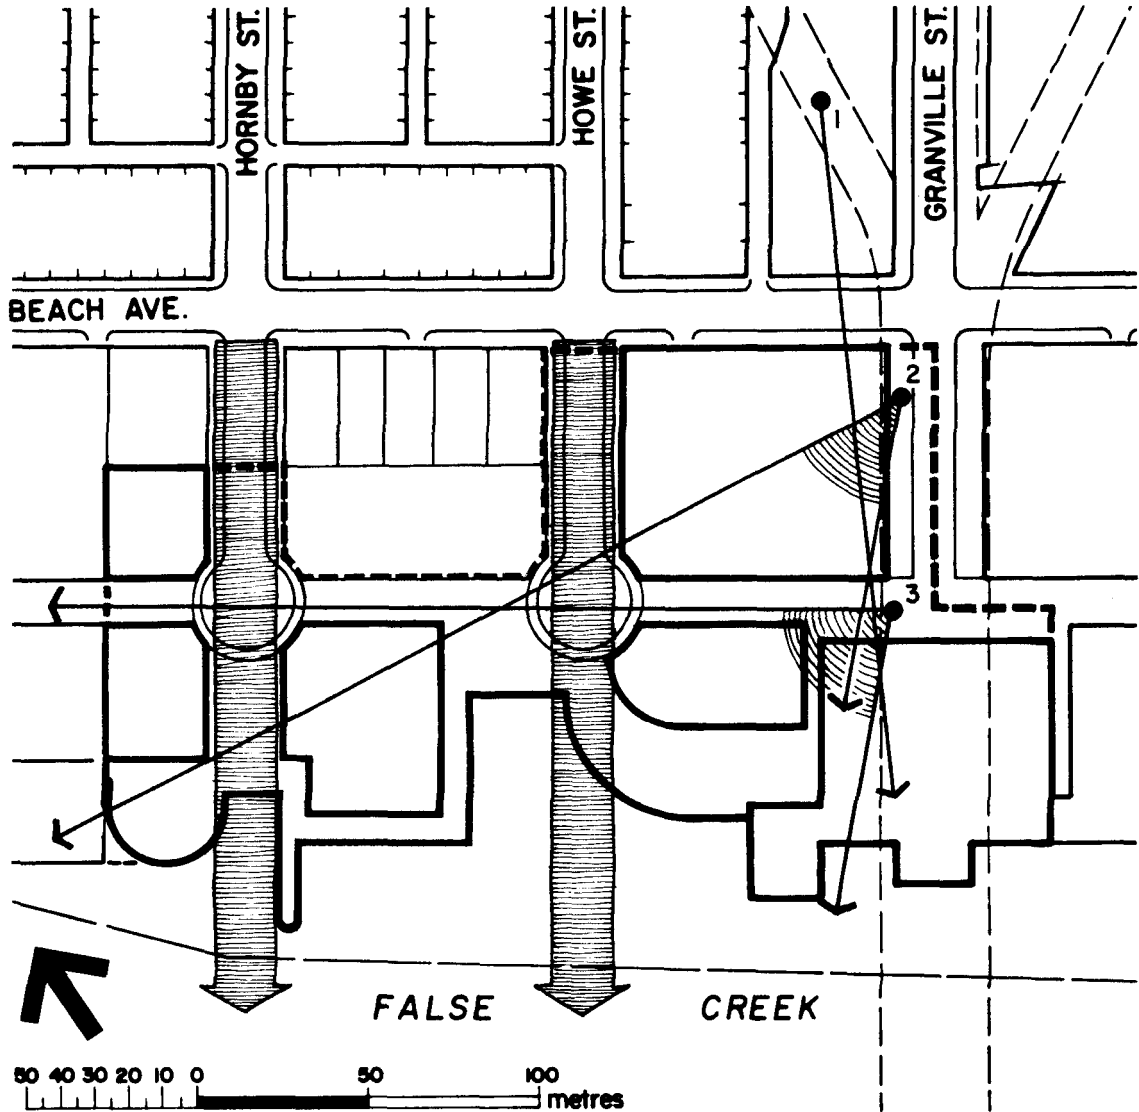 HORNBY ST.
HOWE ST.
GRANVILLE ST.
1
BEACH AVE.
2
3
FALSE CREEK
50 40 30 20 10 0 50 100
metres